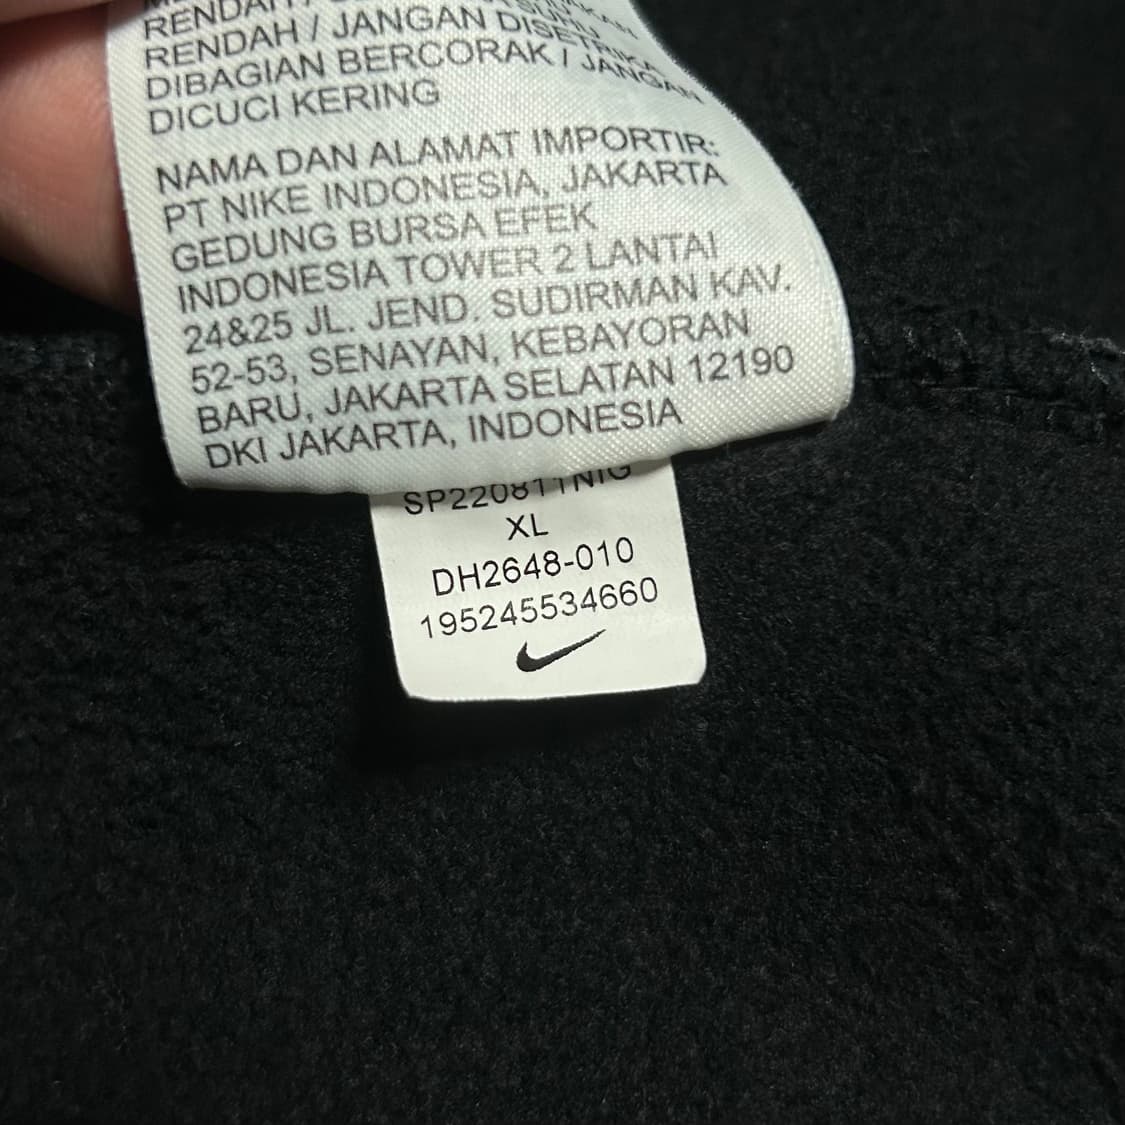 RENDAH /
RENDAH / JANGAN DISETRIKA
DIBAGIAN BERCORAK / JANGAN
DICUCI KERING
NAMA DAN ALAMAT IMPORTIR:
PT NIKE INDONESIA, JAKARTA
GEDUNG BURSA EFEK
INDONESIA TOWER 2 LANTAI
24&25 JL. JEND. SUDIRMAN KAV.
52-53, SENAYAN, KEBAYORAN
BARU, JAKARTA SELATAN 12190
DKI JAKARTA, INDONESIA
SP220811NIG
XL
DH2648-010
195245534660